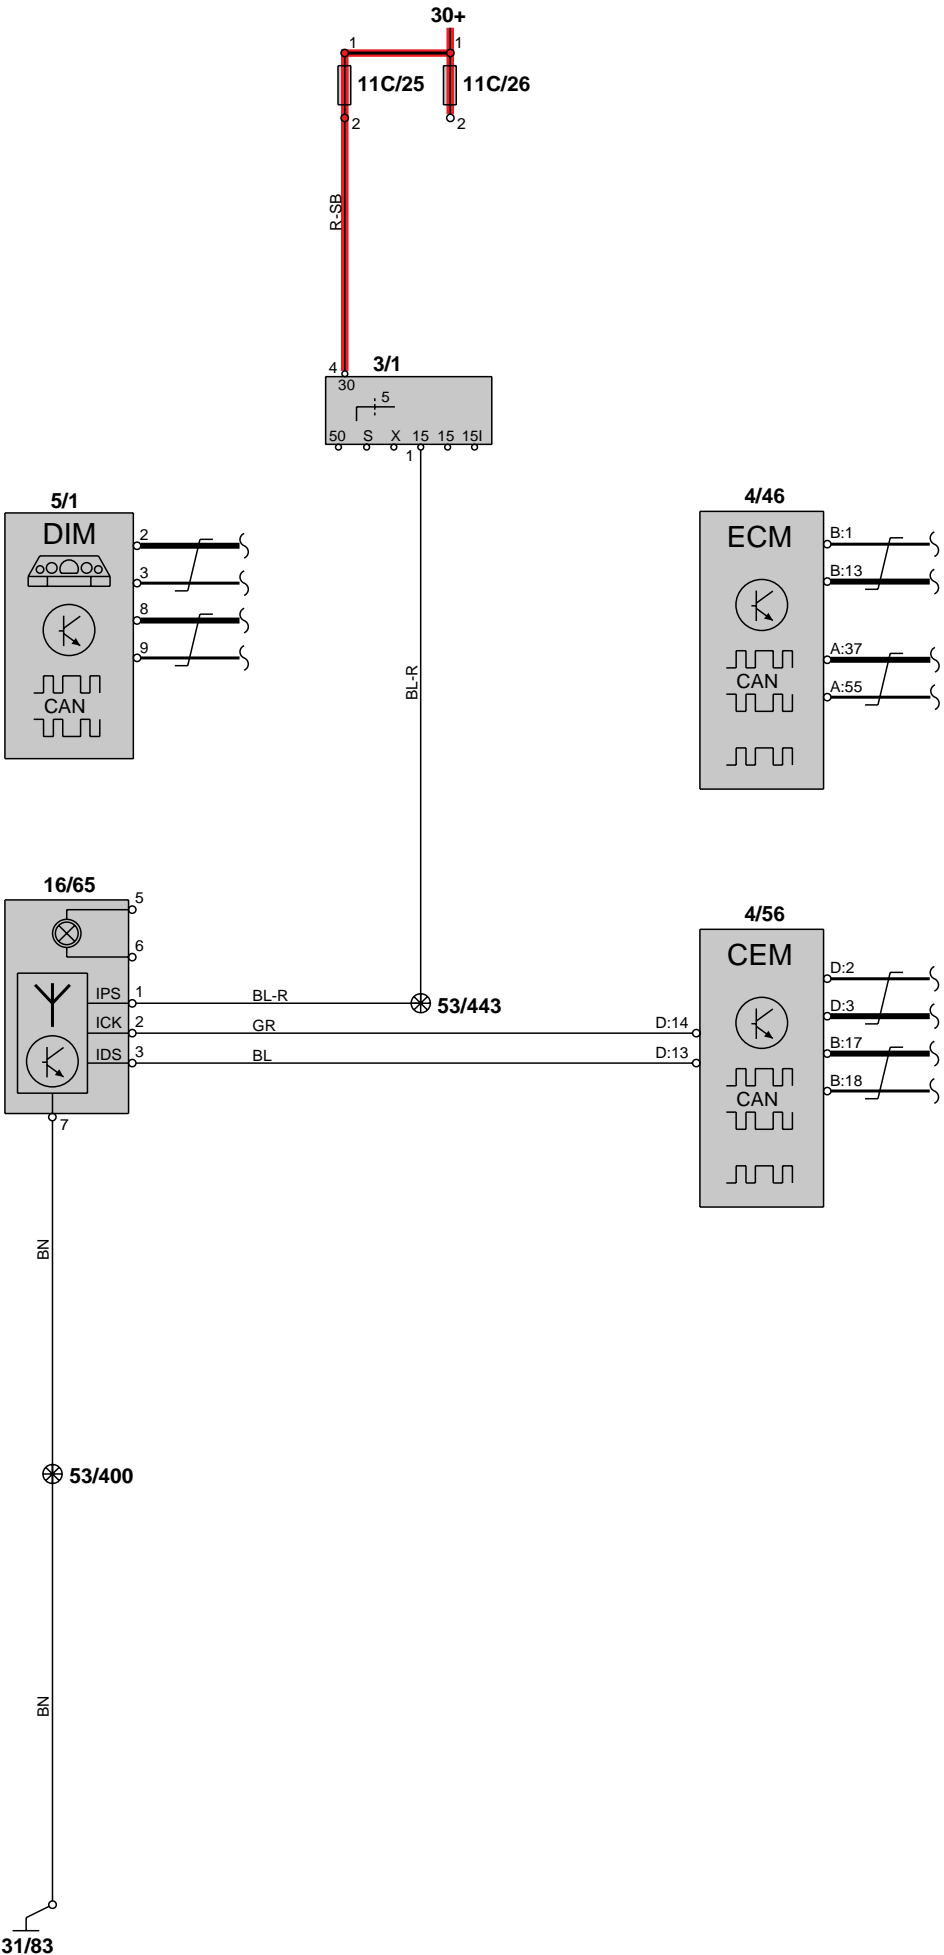 30+
1 1
11C/25 11C/26
2 2
R-SB
4 3/1
30
5
50 S X 15 15 15I
1
5/1
DIM
2
3
8
9
CAN
4/46
ECM
B:1
B:13
A:37
CAN
A:55
BL-R
16/65
5
6
IPS 1 BL-R 53/443
ICK 2 GR D:14
IDS 3 BL D:13
7
4/56
CEM
D:2
D:3
B:17
CAN
B:18
BN
53/400
BN
31/83